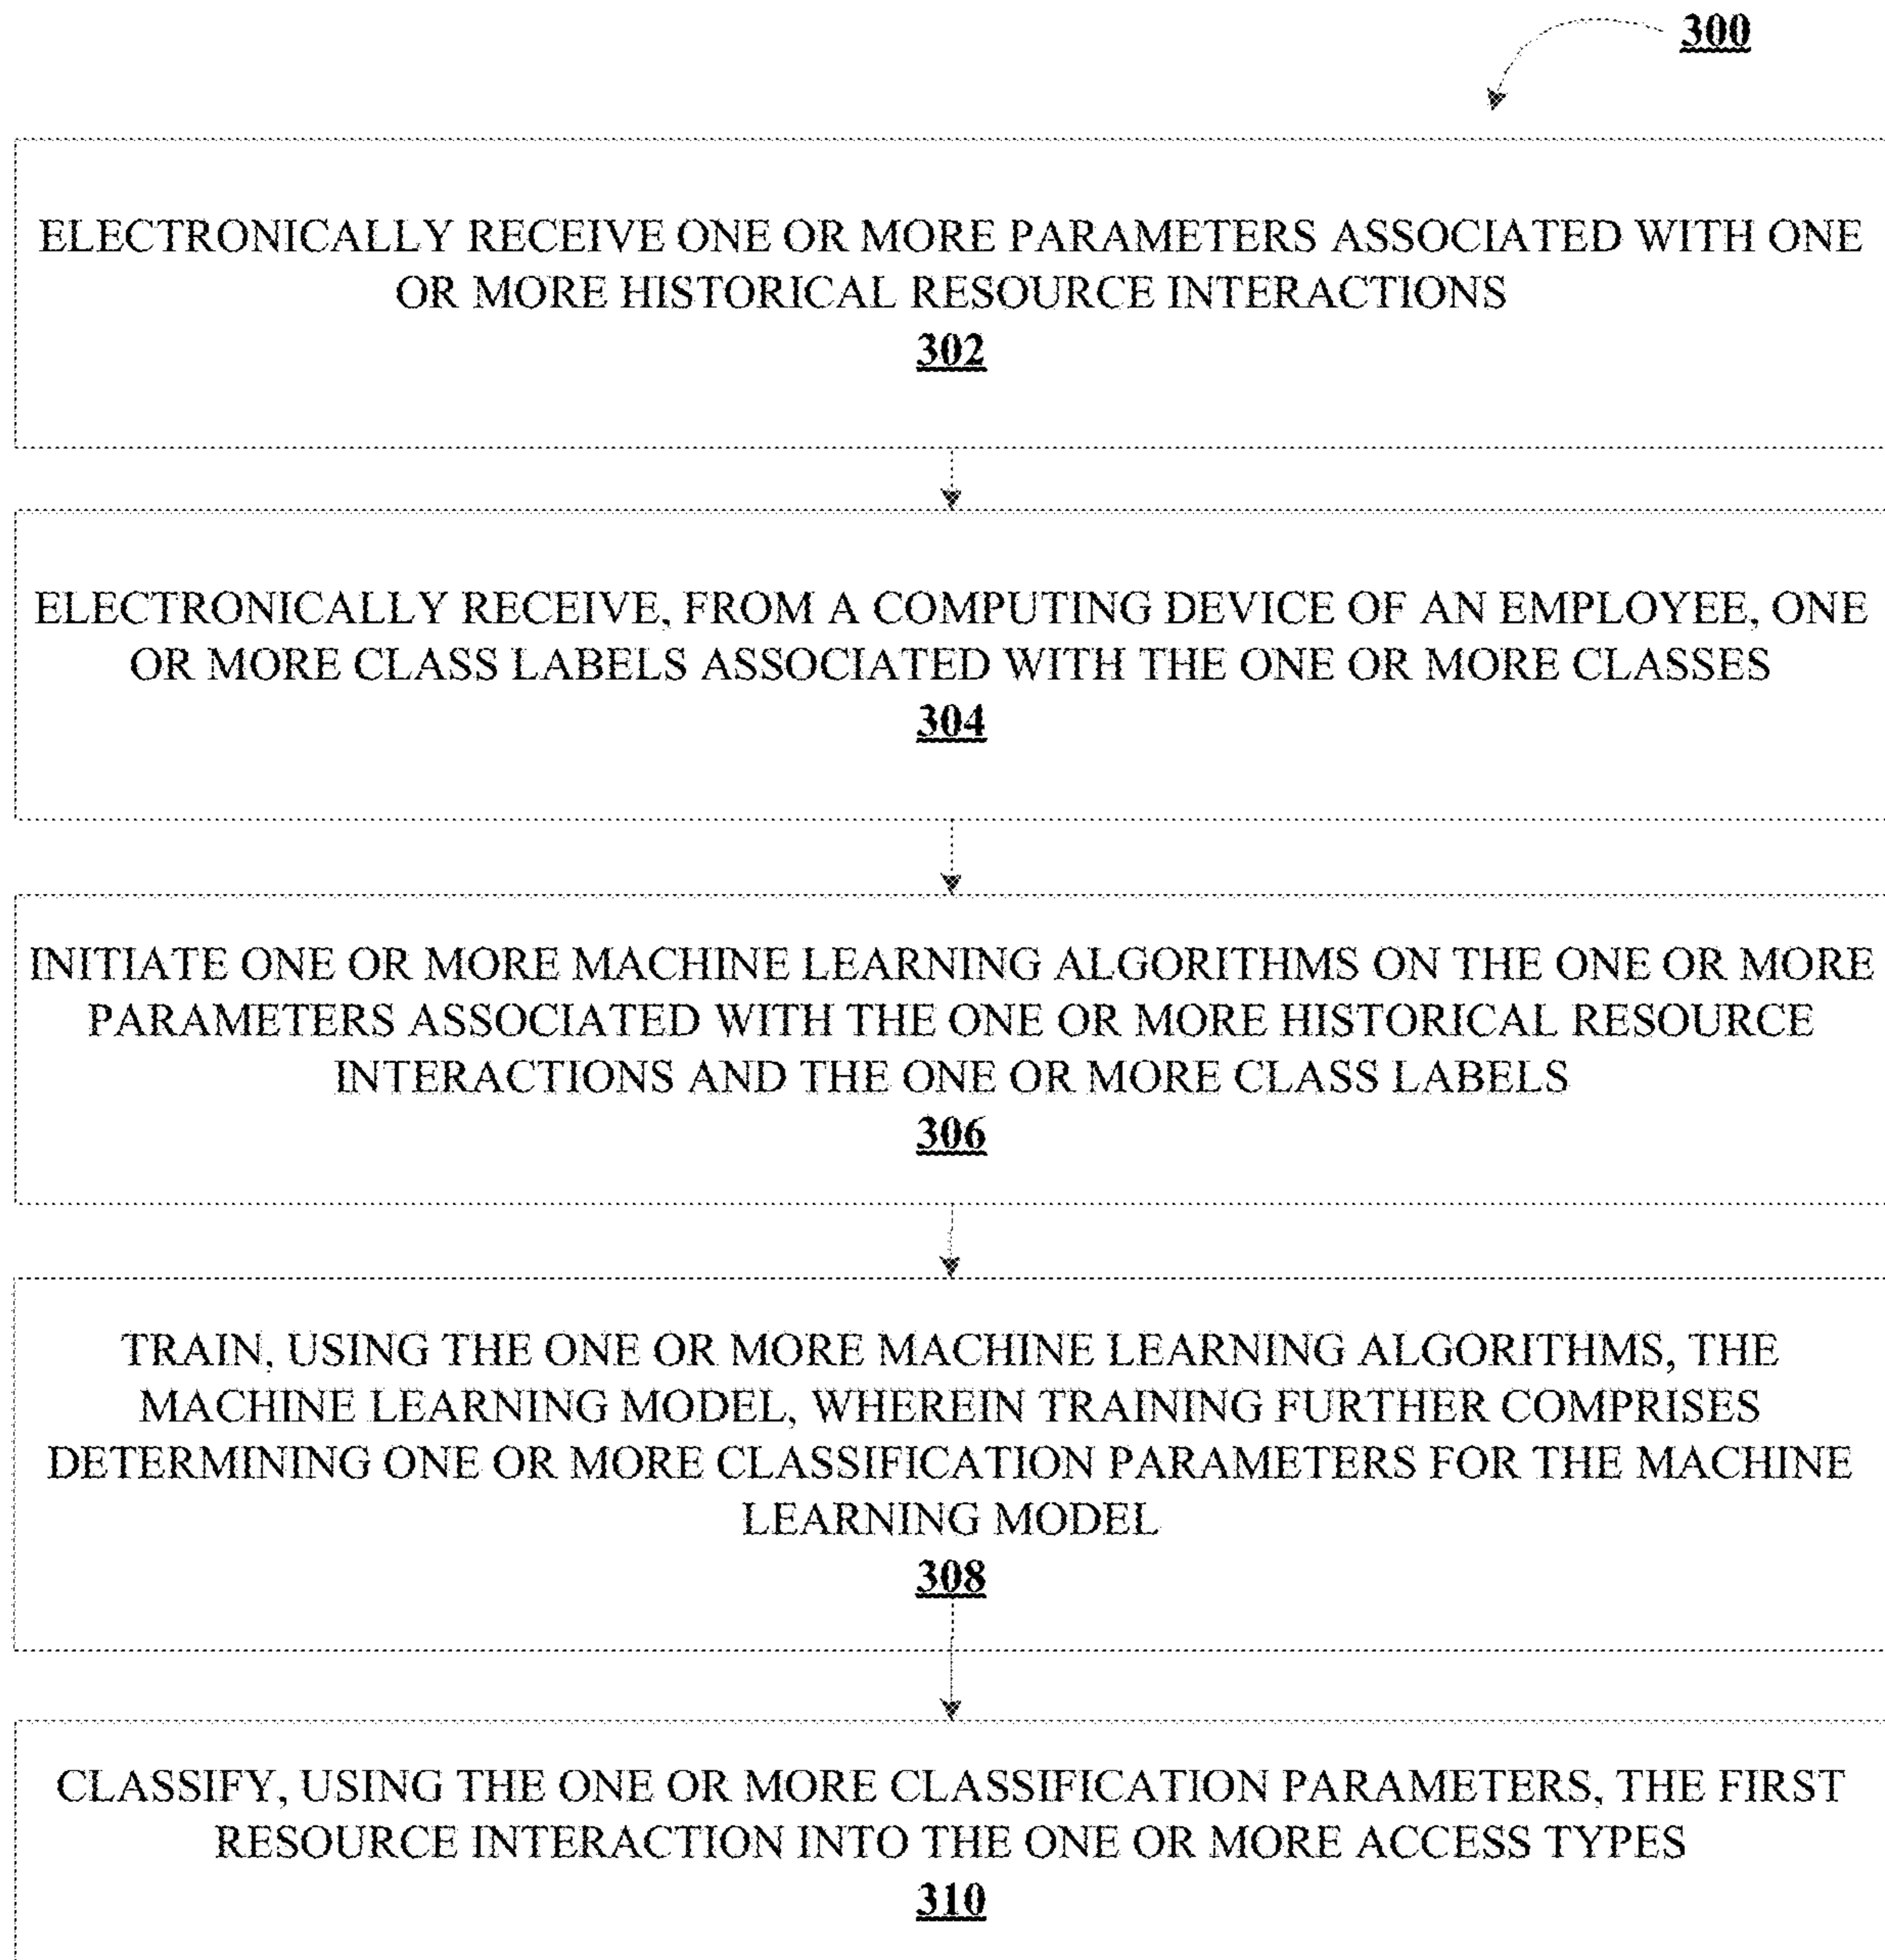 300
ELECTRONICALLY RECEIVE ONE OR MORE PARAMETERS ASSOCIATED WITH ONE
OR MORE HISTORICAL RESOURCE INTERACTIONS
302
ELECTRONICALLY RECEIVE, FROM A COMPUTING DEVICE OF AN EMPLOYEE, ONE
OR MORE CLASS LABELS ASSOCIATED WITH THE ONE OR MORE CLASSES
304
INITIATE ONE OR MORE MACHINE LEARNING ALGORITHMS ON THE ONE OR MORE
PARAMETERS ASSOCIATED WITH THE ONE OR MORE HISTORICAL RESOURCE
INTERACTIONS AND THE ONE OR MORE CLASS LABELS
306
TRAIN, USING THE ONE OR MORE MACHINE LEARNING ALGORITHMS, THE
MACHINE LEARNING MODEL, WHEREIN TRAINING FURTHER COMPRISES
DETERMINING ONE OR MORE CLASSIFICATION PARAMETERS FOR THE MACHINE
LEARNING MODEL
308
CLASSIFY, USING THE ONE OR MORE CLASSIFICATION PARAMETERS, THE FIRST
RESOURCE INTERACTION INTO THE ONE OR MORE ACCESS TYPES
310